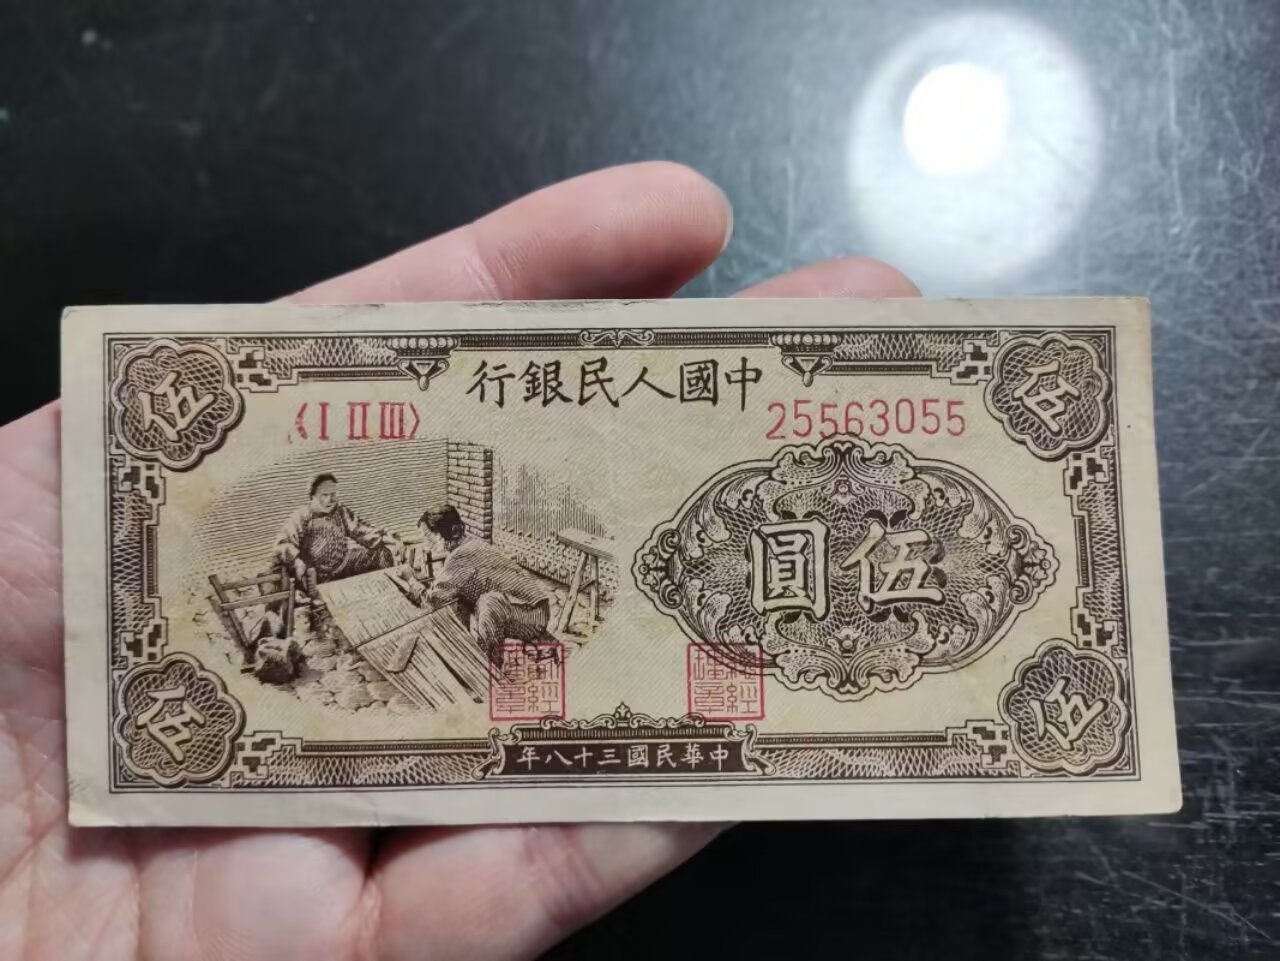 中國人民銀行
〈I II III〉 25563055
伍 伍
伍圓
伍 伍
中華民國三十八年